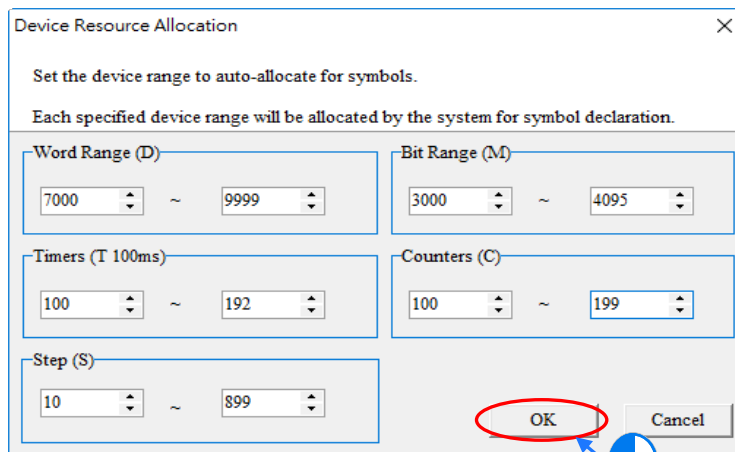 Device Resource Allocation
Set the device range to auto-allocate for symbols.
Each specified device range will be allocated by the system for symbol declaration.
Word Range (D)
7000 ~ 9999
Bit Range (M)
3000 ~ 4095
Timers (T 100ms)
100 ~ 192
Counters (C)
100 ~ 199
Step (S)
10 ~ 899
OK
Cancel